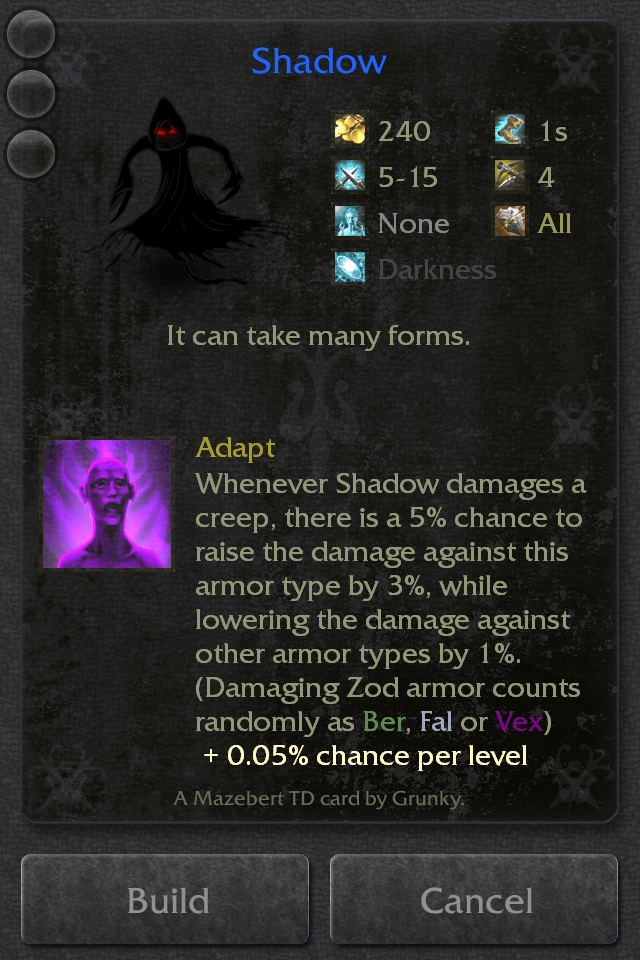 Shadow
240 1s
5-15 4
None All
Darkness
It can take many forms.
Adapt
Whenever Shadow damages a
creep, there is a 5% chance to
raise the damage against this
armor type by 3%, while
lowering the damage against
other armor types by 1%.
(Damaging Zod armor counts
randomly as Ber, Fal or Vex)
+ 0.05% chance per level
A Mazebert TD card by Grunky.
Build Cancel